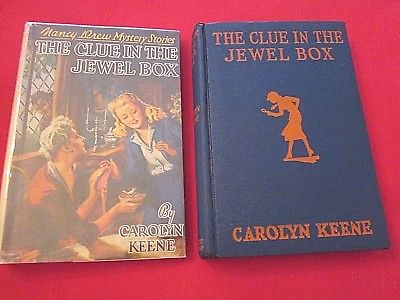 Nancy Drew Mystery Stories
THE CLUE IN THE
JEWEL BOX
By
CAROLYN
KEENE
THE CLUE IN THE
JEWEL BOX
CAROLYN KEENE